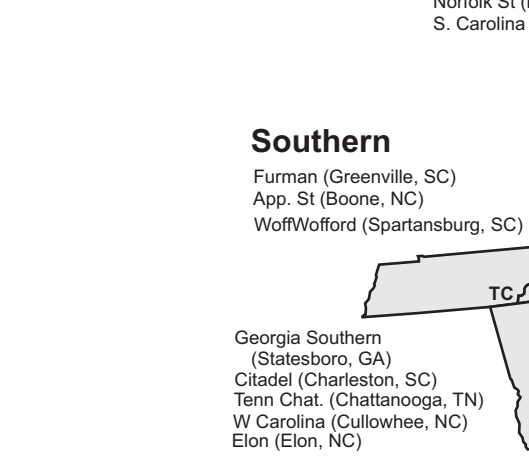 Norfolk St (
S. Carolina
Southern
Furman (Greenville, SC)
App. St (Boone, NC)
WoffWofford (Spartansburg, SC)
TC
Georgia Southern
(Statesboro, GA)
Citadel (Charleston, SC)
Tenn Chat. (Chattanooga, TN)
W Carolina (Cullowhee, NC)
Elon (Elon, NC)